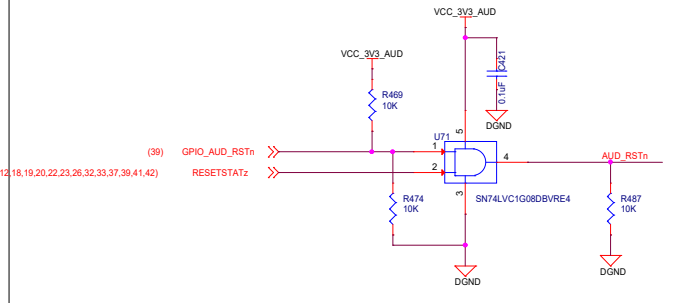 VCC_3V3_AUD
VCC_3V3_AUD
C421
0.1uF
R469
10K
DGND
U71
5
(39) GPIO_AUD_RSTn
1
4
AUD_RSTn
12,18,19,20,22,23,26,32,33,37,39,41,42) RESETSTATz
2
3
SN74LVC1G08DBVRE4
R474
10K
R487
10K
DGND
DGND